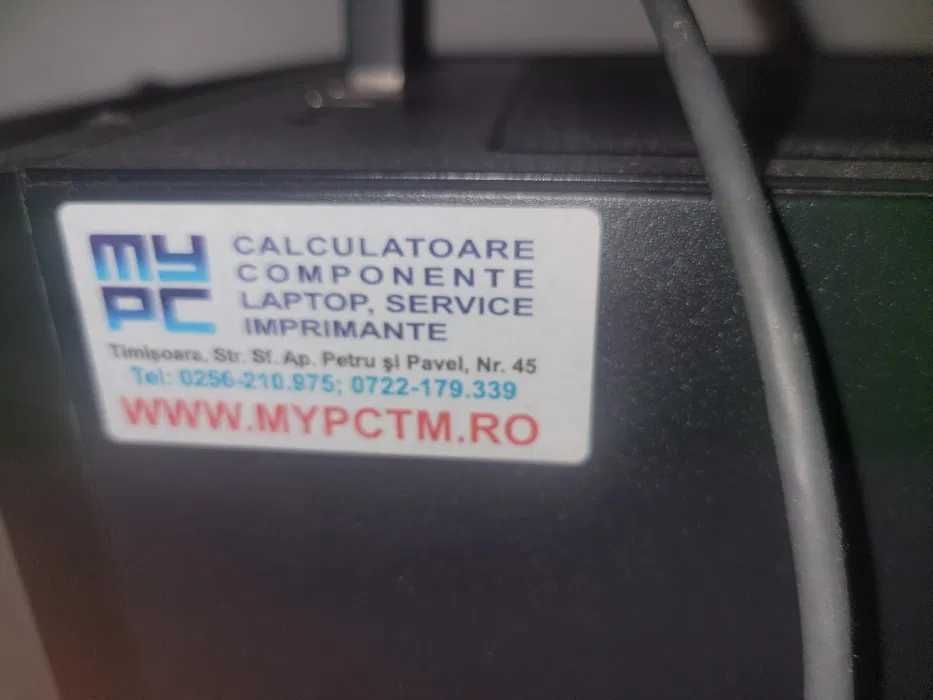 MY
PC
CALCULATOARE
COMPONENTE
LAPTOP, SERVICE
IMPRIMANTE
Timișoara, Str. Sf. Ap. Petru și Pavel, Nr. 45
Tel: 0256-210.975; 0722-179.339
WWW.MYPCTM.RO